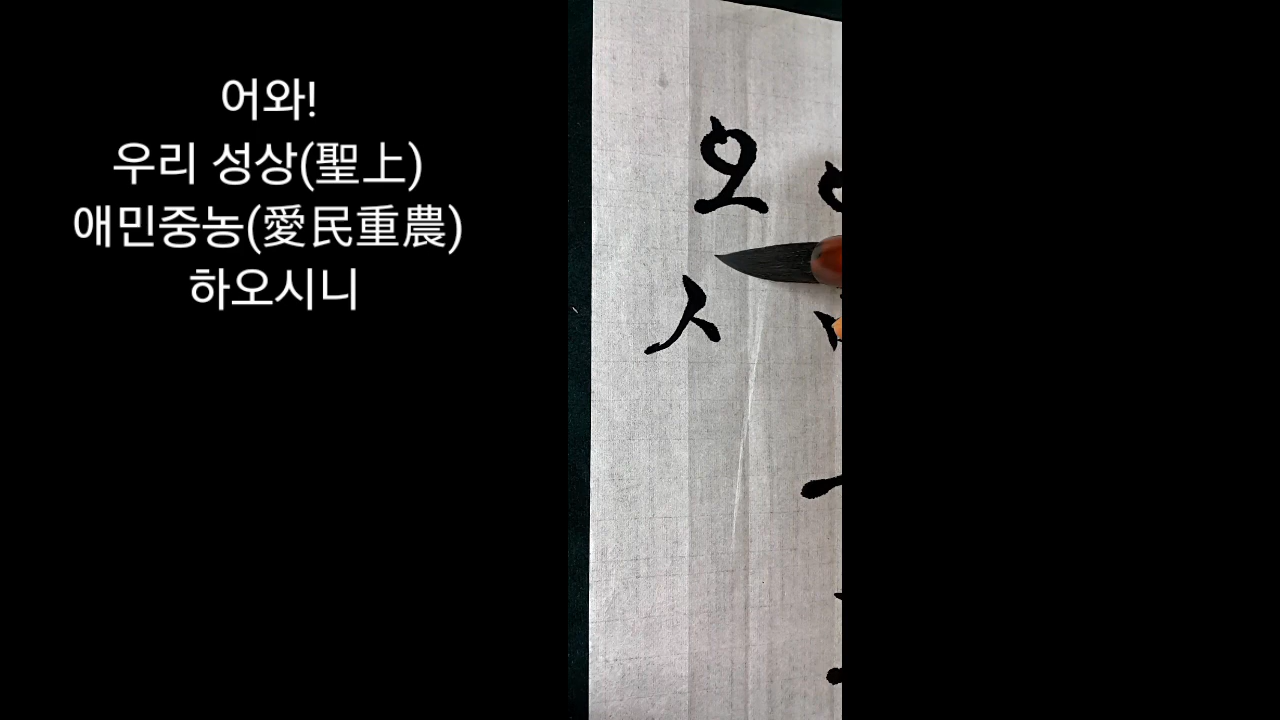 어와!
우리 성상(聖上)
애민중농(愛民重農)
하오시니
오
ㅅ